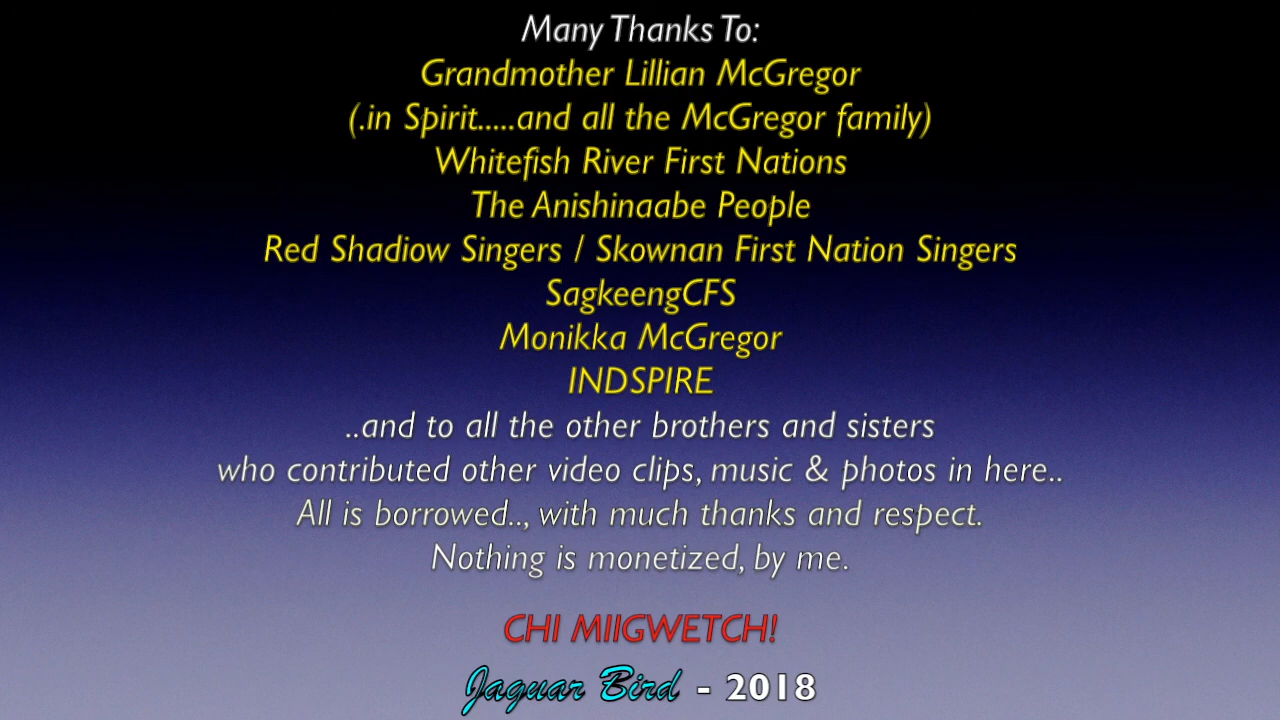 Many Thanks To:
Grandmother Lillian McGregor
(.in Spirit.....and all the McGregor family)
Whitefish River First Nations
The Anishinaabe People
Red Shadiow Singers / Skownan First Nation Singers
SagkeengCFS
Monikka McGregor
INDSPIRE
..and to all the other brothers and sisters
who contributed other video clips, music & photos in here..
All is borrowed.., with much thanks and respect.
Nothing is monetized, by me.
CHI MIIGWETCH!
Jaguar Bird - 2018